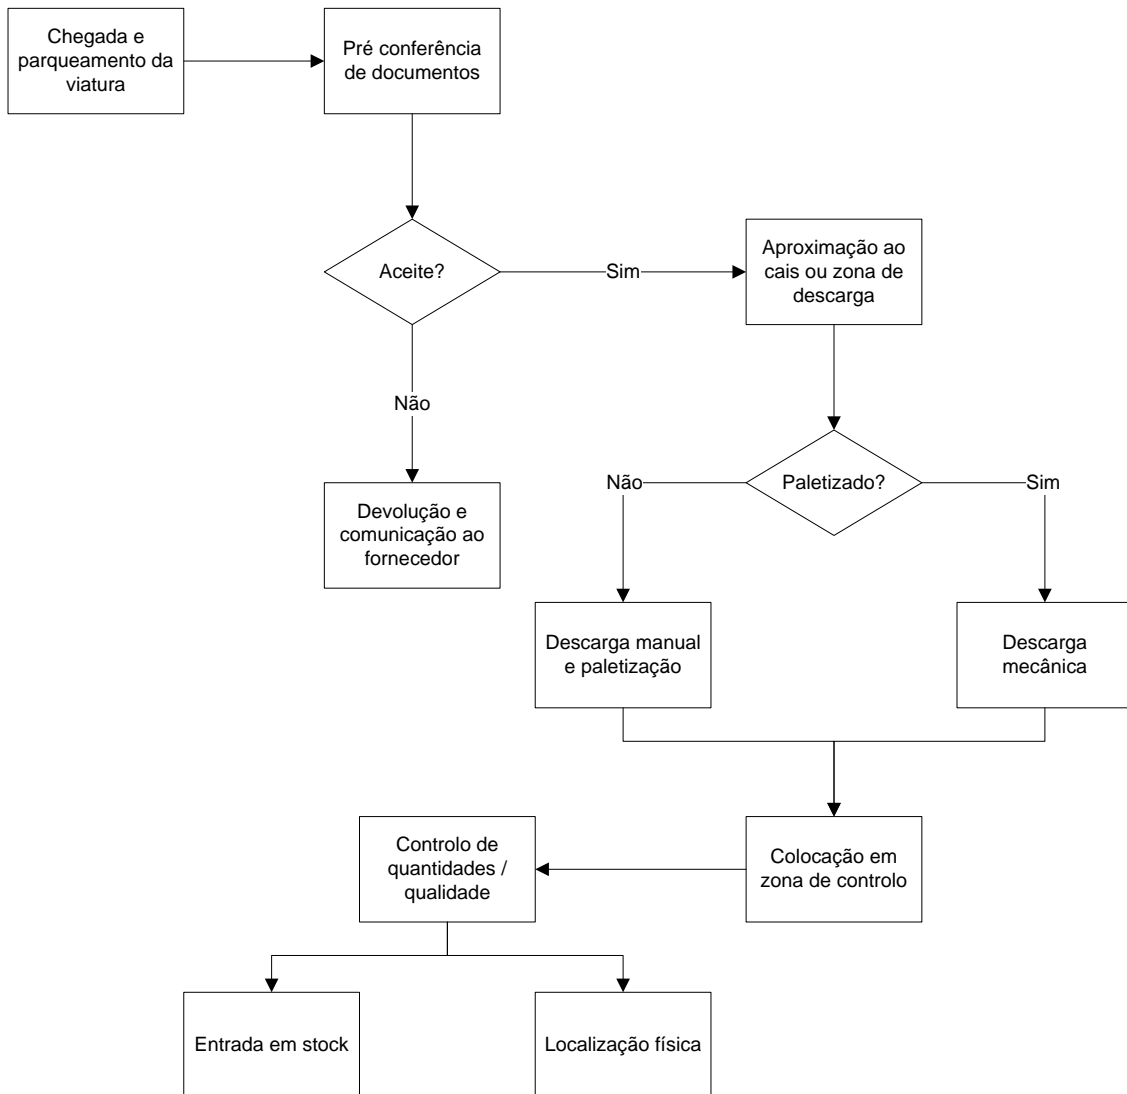 Chegada e
parqueamento da
viatura
Pré conferência
de documentos
Aceite?
Sim
Aproximação ao
cais ou zona de
descarga
Não
Devolução e
comunicação ao
fornecedor
Paletizado?
Não
Sim
Descarga manual
e paletização
Descarga
mecânica
Colocação em
zona de controlo
Controlo de
quantidades /
qualidade
Entrada em stock
Localização física